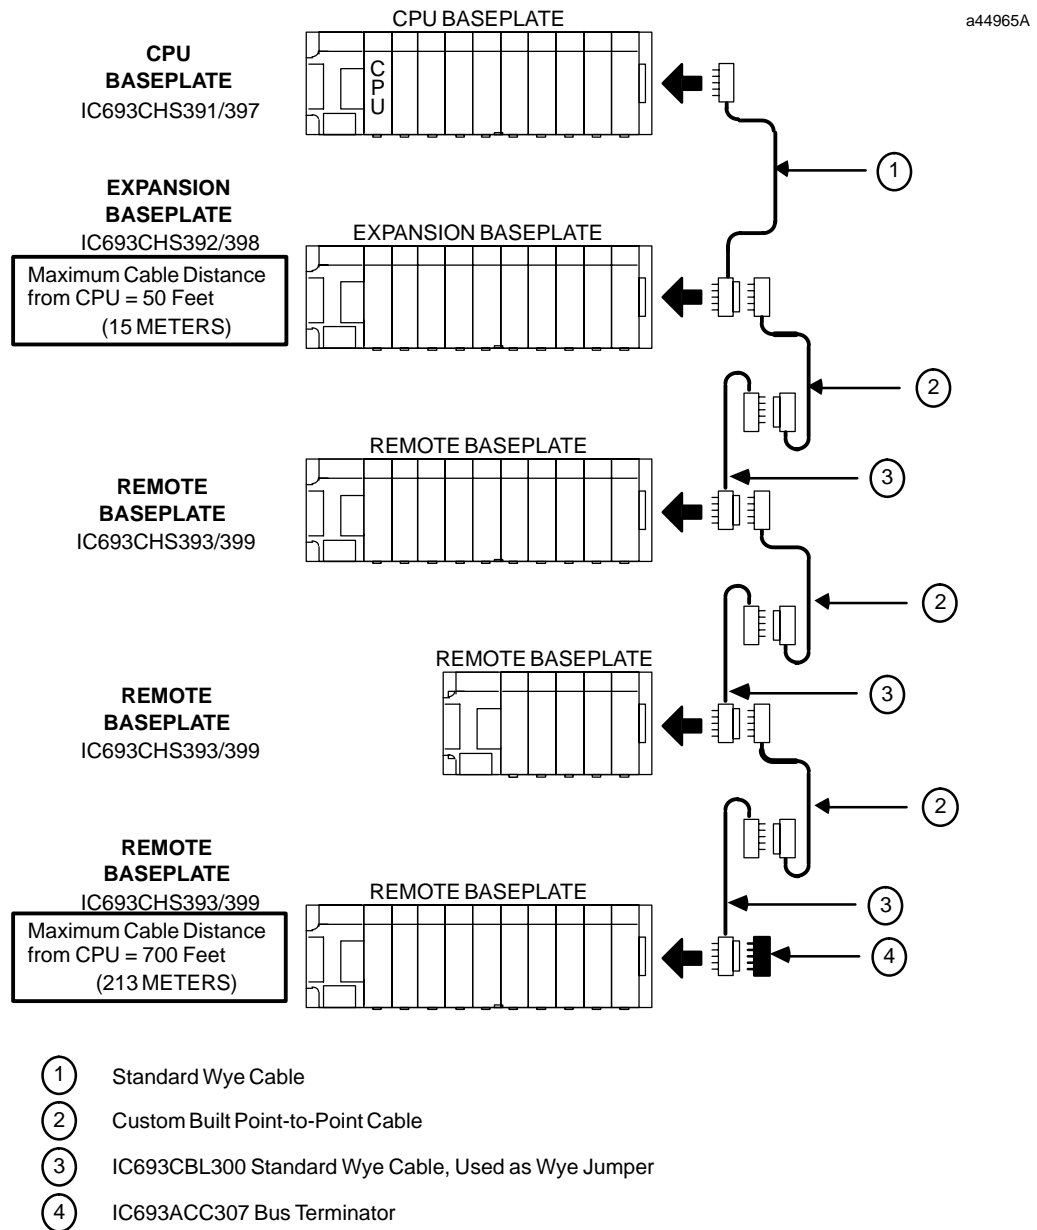 a44965A
CPU BASEPLATE
CPU
BASEPLATE
IC693CHS391/397
CPU
1
EXPANSION
BASEPLATE
IC693CHS392/398
Maximum Cable Distance
from CPU = 50 Feet
(15 METERS)
EXPANSION BASEPLATE
2
REMOTE BASEPLATE
3
REMOTE
BASEPLATE
IC693CHS393/399
2
REMOTE BASEPLATE
3
REMOTE
BASEPLATE
IC693CHS393/399
2
REMOTE
BASEPLATE
IC693CHS393/399
Maximum Cable Distance
from CPU = 700 Feet
(213 METERS)
REMOTE BASEPLATE
3
4
1 Standard Wye Cable
2 Custom Built Point-to-Point Cable
3 IC693CBL300 Standard Wye Cable, Used as Wye Jumper
4 IC693ACC307 Bus Terminator